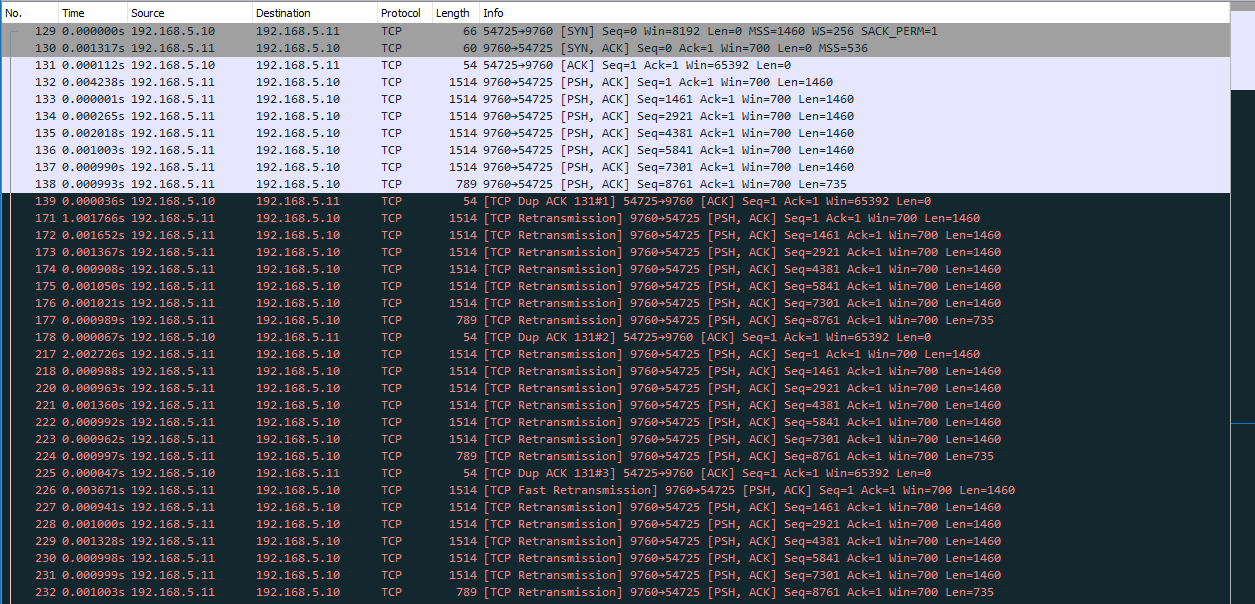 No. Time Source Destination Protocol Length Info
129 0.000000s 192.168.5.10 192.168.5.11 TCP 66 54725→9760 [SYN] Seq=0 Win=8192 Len=0 MSS=1460 WS=256 SACK_PERM=1
130 0.001317s 192.168.5.11 192.168.5.10 TCP 60 9760→54725 [SYN, ACK] Seq=0 Ack=1 Win=700 Len=0 MSS=536
131 0.000112s 192.168.5.10 192.168.5.11 TCP 54 54725→9760 [ACK] Seq=1 Ack=1 Win=65392 Len=0
132 0.004238s 192.168.5.11 192.168.5.10 TCP 1514 9760→54725 [PSH, ACK] Seq=1 Ack=1 Win=700 Len=1460
133 0.000001s 192.168.5.11 192.168.5.10 TCP 1514 9760→54725 [PSH, ACK] Seq=1461 Ack=1 Win=700 Len=1460
134 0.000265s 192.168.5.11 192.168.5.10 TCP 1514 9760→54725 [PSH, ACK] Seq=2921 Ack=1 Win=700 Len=1460
135 0.002018s 192.168.5.11 192.168.5.10 TCP 1514 9760→54725 [PSH, ACK] Seq=4381 Ack=1 Win=700 Len=1460
136 0.001003s 192.168.5.11 192.168.5.10 TCP 1514 9760→54725 [PSH, ACK] Seq=5841 Ack=1 Win=700 Len=1460
137 0.000990s 192.168.5.11 192.168.5.10 TCP 1514 9760→54725 [PSH, ACK] Seq=7301 Ack=1 Win=700 Len=1460
138 0.000993s 192.168.5.11 192.168.5.10 TCP 789 9760→54725 [PSH, ACK] Seq=8761 Ack=1 Win=700 Len=735
139 0.000036s 192.168.5.10 192.168.5.11 TCP 54 [TCP Dup ACK 131#1] 54725→9760 [ACK] Seq=1 Ack=1 Win=65392 Len=0
171 1.001766s 192.168.5.11 192.168.5.10 TCP 1514 [TCP Retransmission] 9760→54725 [PSH, ACK] Seq=1 Ack=1 Win=700 Len=1460
172 0.001652s 192.168.5.11 192.168.5.10 TCP 1514 [TCP Retransmission] 9760→54725 [PSH, ACK] Seq=1461 Ack=1 Win=700 Len=1460
173 0.001367s 192.168.5.11 192.168.5.10 TCP 1514 [TCP Retransmission] 9760→54725 [PSH, ACK] Seq=2921 Ack=1 Win=700 Len=1460
174 0.000908s 192.168.5.11 192.168.5.10 TCP 1514 [TCP Retransmission] 9760→54725 [PSH, ACK] Seq=4381 Ack=1 Win=700 Len=1460
175 0.001050s 192.168.5.11 192.168.5.10 TCP 1514 [TCP Retransmission] 9760→54725 [PSH, ACK] Seq=5841 Ack=1 Win=700 Len=1460
176 0.001021s 192.168.5.11 192.168.5.10 TCP 1514 [TCP Retransmission] 9760→54725 [PSH, ACK] Seq=7301 Ack=1 Win=700 Len=1460
177 0.000989s 192.168.5.11 192.168.5.10 TCP 789 [TCP Retransmission] 9760→54725 [PSH, ACK] Seq=8761 Ack=1 Win=700 Len=735
178 0.000067s 192.168.5.10 192.168.5.11 TCP 54 [TCP Dup ACK 131#2] 54725→9760 [ACK] Seq=1 Ack=1 Win=65392 Len=0
217 2.002726s 192.168.5.11 192.168.5.10 TCP 1514 [TCP Retransmission] 9760→54725 [PSH, ACK] Seq=1 Ack=1 Win=700 Len=1460
218 0.000988s 192.168.5.11 192.168.5.10 TCP 1514 [TCP Retransmission] 9760→54725 [PSH, ACK] Seq=1461 Ack=1 Win=700 Len=1460
220 0.000963s 192.168.5.11 192.168.5.10 TCP 1514 [TCP Retransmission] 9760→54725 [PSH, ACK] Seq=2921 Ack=1 Win=700 Len=1460
221 0.001360s 192.168.5.11 192.168.5.10 TCP 1514 [TCP Retransmission] 9760→54725 [PSH, ACK] Seq=4381 Ack=1 Win=700 Len=1460
222 0.000992s 192.168.5.11 192.168.5.10 TCP 1514 [TCP Retransmission] 9760→54725 [PSH, ACK] Seq=5841 Ack=1 Win=700 Len=1460
223 0.000962s 192.168.5.11 192.168.5.10 TCP 1514 [TCP Retransmission] 9760→54725 [PSH, ACK] Seq=7301 Ack=1 Win=700 Len=1460
224 0.000997s 192.168.5.11 192.168.5.10 TCP 789 [TCP Retransmission] 9760→54725 [PSH, ACK] Seq=8761 Ack=1 Win=700 Len=735
225 0.000047s 192.168.5.10 192.168.5.11 TCP 54 [TCP Dup ACK 131#3] 54725→9760 [ACK] Seq=1 Ack=1 Win=65392 Len=0
226 0.003671s 192.168.5.11 192.168.5.10 TCP 1514 [TCP Fast Retransmission] 9760→54725 [PSH, ACK] Seq=1 Ack=1 Win=700 Len=1460
227 0.000941s 192.168.5.11 192.168.5.10 TCP 1514 [TCP Retransmission] 9760→54725 [PSH, ACK] Seq=1461 Ack=1 Win=700 Len=1460
228 0.001000s 192.168.5.11 192.168.5.10 TCP 1514 [TCP Retransmission] 9760→54725 [PSH, ACK] Seq=2921 Ack=1 Win=700 Len=1460
229 0.001328s 192.168.5.11 192.168.5.10 TCP 1514 [TCP Retransmission] 9760→54725 [PSH, ACK] Seq=4381 Ack=1 Win=700 Len=1460
230 0.000998s 192.168.5.11 192.168.5.10 TCP 1514 [TCP Retransmission] 9760→54725 [PSH, ACK] Seq=5841 Ack=1 Win=700 Len=1460
231 0.000999s 192.168.5.11 192.168.5.10 TCP 1514 [TCP Retransmission] 9760→54725 [PSH, ACK] Seq=7301 Ack=1 Win=700 Len=1460
232 0.001003s 192.168.5.11 192.168.5.10 TCP 789 [TCP Retransmission] 9760→54725 [PSH, ACK] Seq=8761 Ack=1 Win=700 Len=735